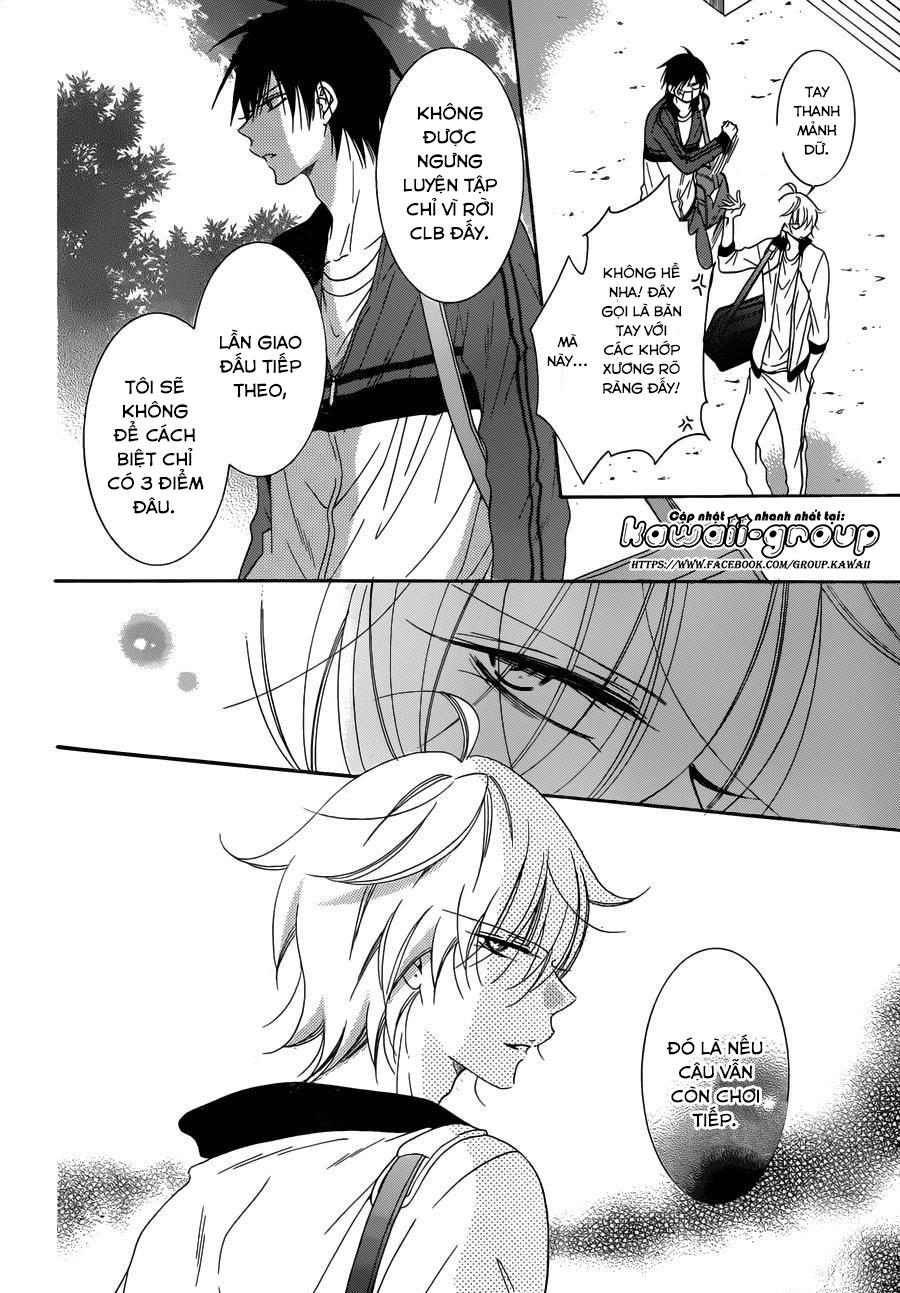 TAY
THANH
MẢNH
DỮ.
KHÔNG HỀ
NHA! ĐÂY
GỌI LÀ BÀN
TAY VỚI
CÁC KHỚP
XƯƠNG RÕ
RÀNG ĐẤY!
MÀ
NÀY...
KHÔNG
ĐƯỢC
NGƯNG
LUYỆN TẬP
CHỈ VÌ RỜI
CLB ĐẤY.
LẦN GIAO
ĐẤU TIẾP
THEO,
TÔI SẼ
KHÔNG
ĐỂ CÁCH
BIỆT CHỈ
CÓ 3 ĐIỂM
ĐÂU.
Cập nhật nhanh nhất tại:
kawaii-group
HTTPS://WWW.FACEBOOK.COM/GROUP.KAWAII
ĐÓ LÀ NẾU
CẬU VẪN
CÒN CHƠI
TIẾP.